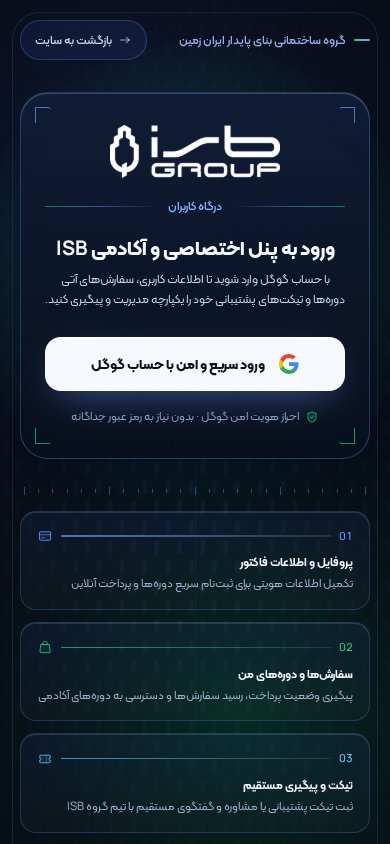 گروه ساختمانی بنای پایدار ایران زمین
بازگشت به سایت
isb
GROUP
درگاه کاربران
ورود به پنل اختصاصی و آکادمی ISB
با حساب گوگل وارد شوید تا اطلاعات کاربری، سفارش‌های آتی
دوره‌ها و تیکت‌های پشتیبانی خود را یکپارچه مدیریت و پیگیری کنید.
ورود سریع و امن با حساب گوگل
احراز هویت امن گوگل · بدون نیاز به رمز عبور جداگانه
01
پروفایل و اطلاعات فاکتور
تکمیل اطلاعات هویتی برای ثبت‌نام سریع دوره‌ها و پرداخت آنلاین
02
سفارش‌ها و دوره‌های من
پیگیری وضعیت پرداخت، رسید سفارش‌ها و دسترسی به دوره‌های آکادمی
03
تیکت و پیگیری مستقیم
ثبت تیکت پشتیبانی یا مشاوره و گفتگوی مستقیم با تیم گروه ISB